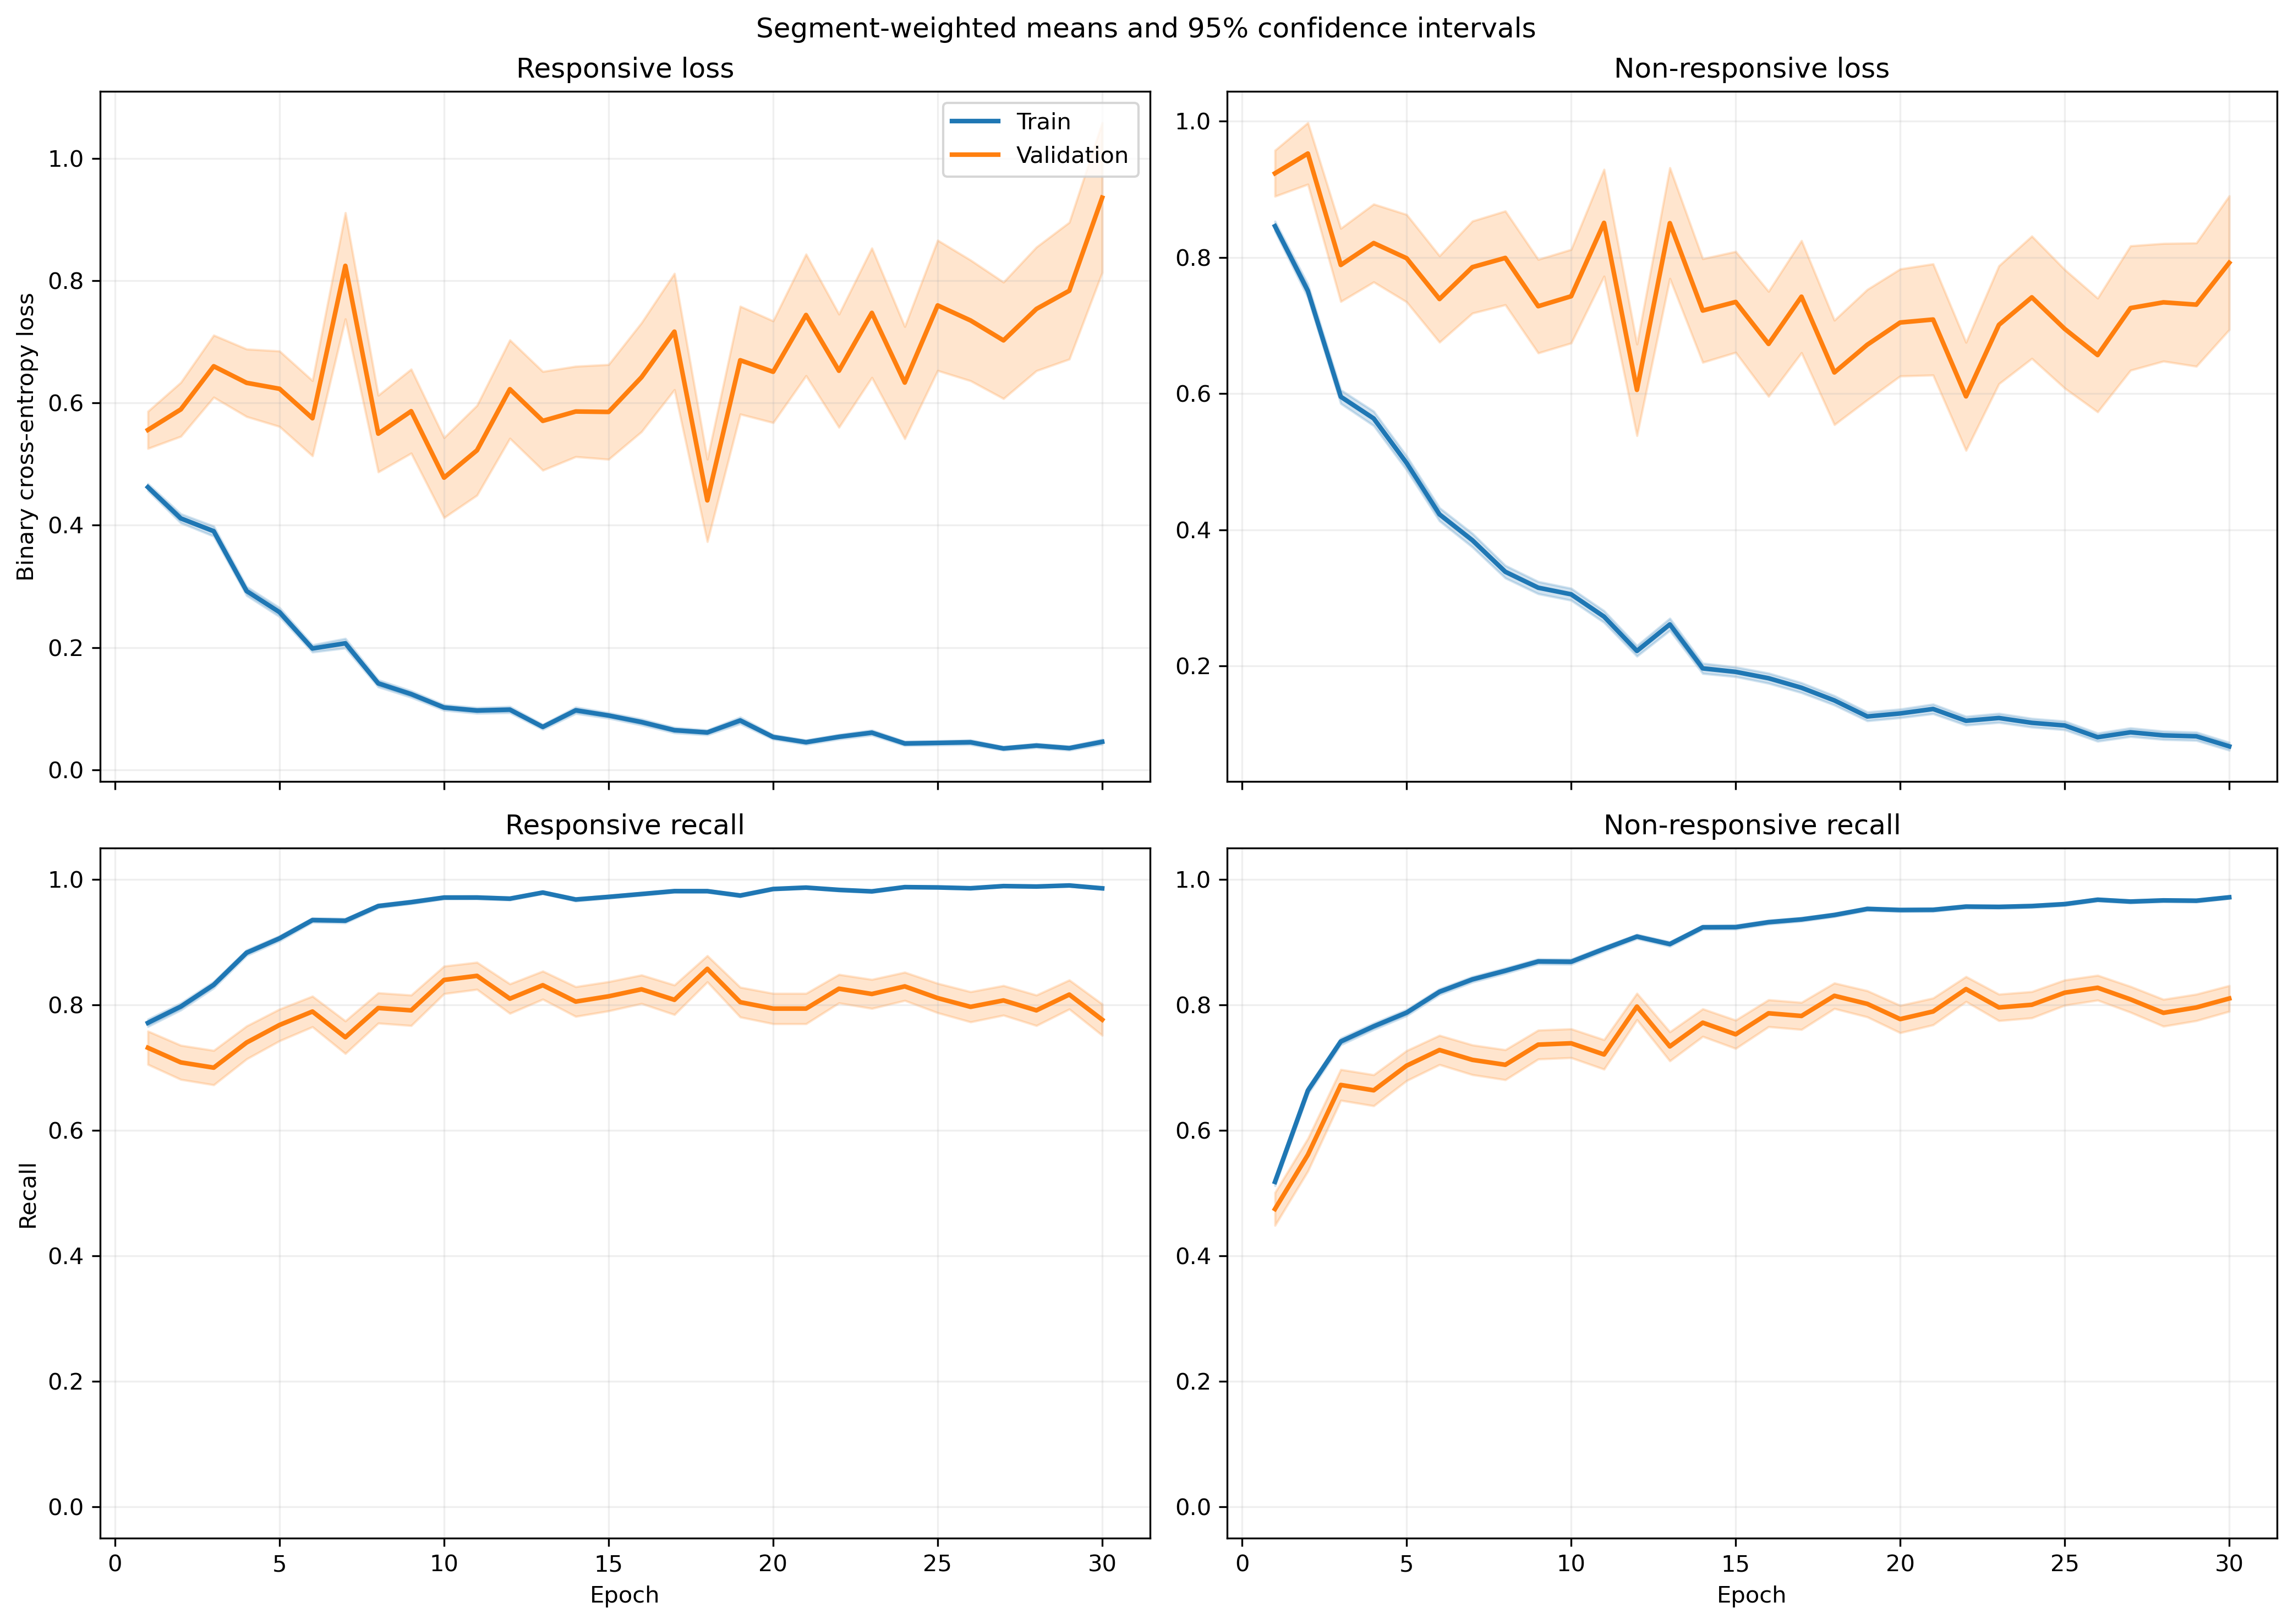 Segment-weighted means and 95% confidence intervals
Responsive loss
Non-responsive loss
Binary cross-entropy loss
1.0
0.8
0.6
0.4
0.2
0.0
Train
Validation
1.0
0.8
0.6
0.4
0.2
Responsive recall
Non-responsive recall
Recall
1.0
0.8
0.6
0.4
0.2
0.0
0 5 10 15 20 25 30
Epoch
1.0
0.8
0.6
0.4
0.2
0.0
0 5 10 15 20 25 30
Epoch